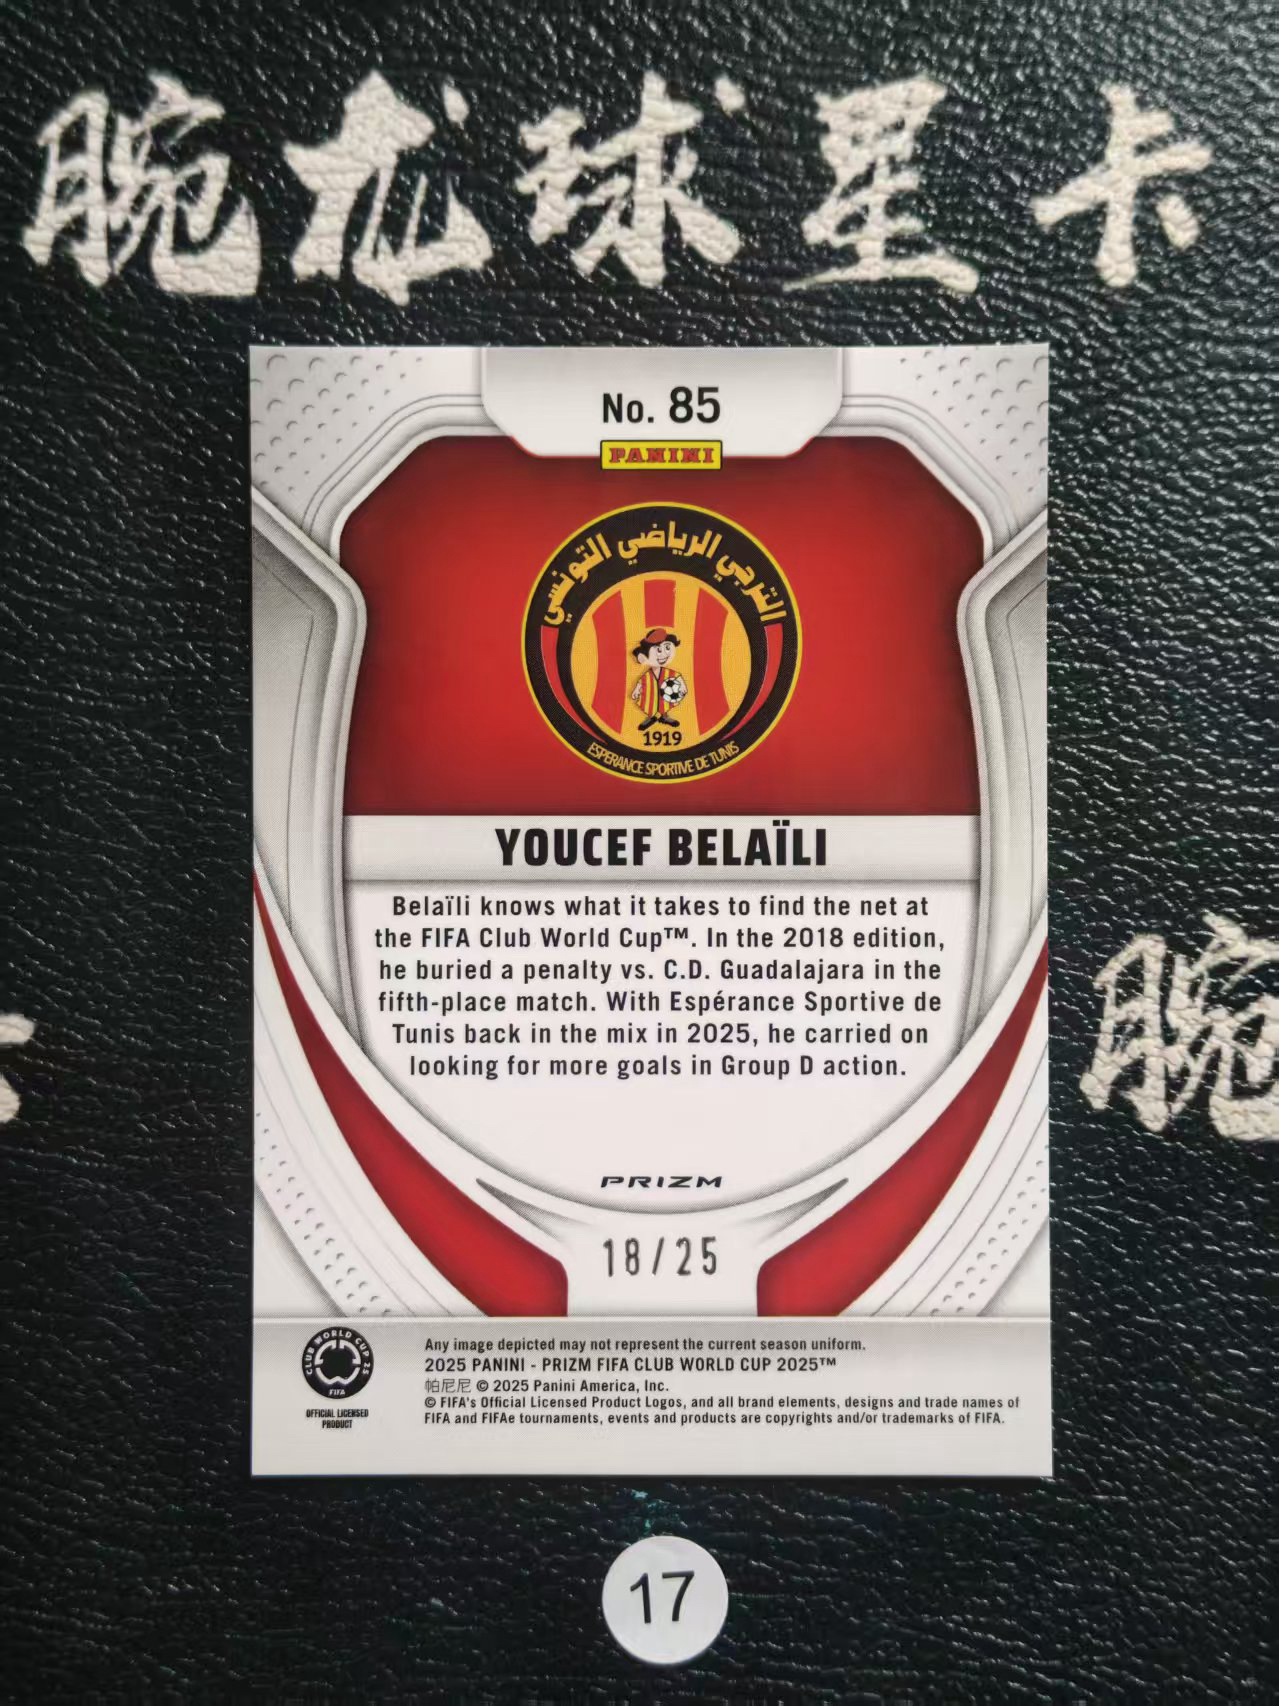 腕尤球星卡
No. 85
PANINI
الترجي الرياضي التونسي
1919
ESPERANCE SPORTIVE DE TUNIS
YOUCEF BELAÏLI
Belaïli knows what it takes to find the net at
the FIFA Club World Cup™. In the 2018 edition,
he buried a penalty vs. C.D. Guadalajara in the
fifth-place match. With Espérance Sportive de
Tunis back in the mix in 2025, he carried on
looking for more goals in Group D action.
腕
PRIZM
18/25
CLUB WORLD CUP 25
FIFA
OFFICIAL LICENSED
PRODUCT
Any image depicted may not represent the current season uniform.
2025 PANINI - PRIZM FIFA CLUB WORLD CUP 2025™
帕尼尼 © 2025 Panini America, Inc.
© FIFA's Official Licensed Product Logos, and all brand elements, designs and trade names of
FIFA and FIFAe tournaments, events and products are copyrights and/or trademarks of FIFA.
17